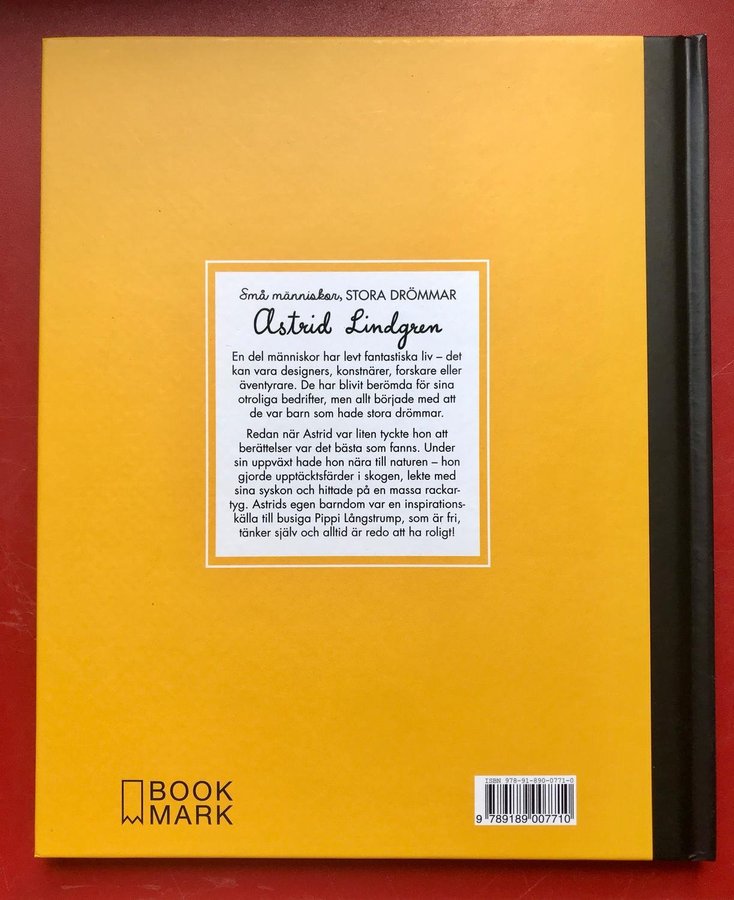 Små människor, STORA DRÖMMAR
Astrid Lindgren
En del människor har levt fantastiska liv – det
kan vara designers, konstnärer, forskare eller
äventyrare. De har blivit berömda för sina
otroliga bedrifter, men allt började med att
de var barn som hade stora drömmar.
Redan när Astrid var liten tyckte hon att
berättelser var det bästa som fanns. Under
sin uppväxt hade hon nära till naturen – hon
gjorde upptäcktsfärder i skogen, lekte med
sina syskon och hittade på en massa rackar-
tyg. Astrids egen barndom var en inspirations-
källa till busiga Pippi Långstrump, som är fri,
tänker själv och alltid är redo att ha roligt!
BOOK
MARK
ISBN 978-91-890-0771-0
9 789189 007710